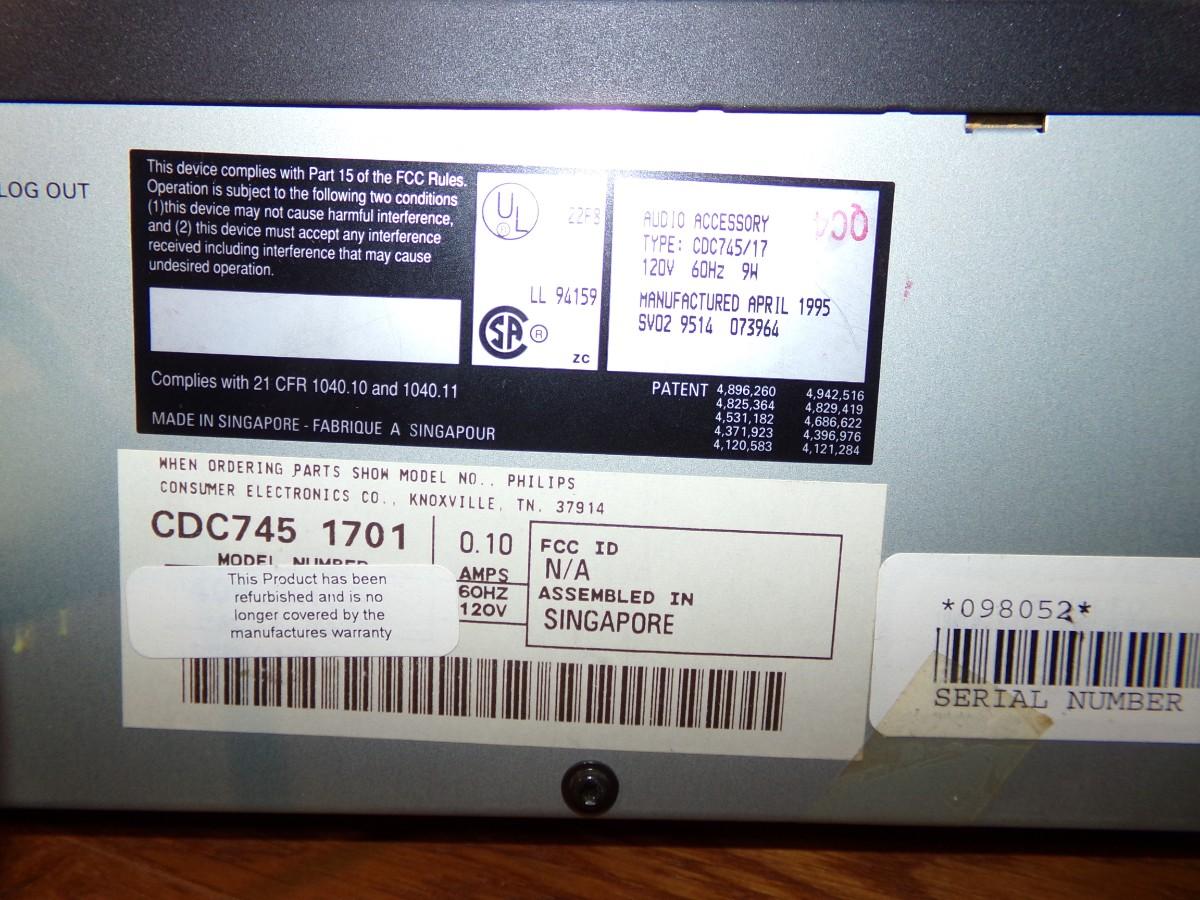 LOG OUT
This device complies with Part 15 of the FCC Rules.
Operation is subject to the following two conditions
(1)this device may not cause harmful interference,
and (2) this device must accept any interference
received including interference that may cause
undesired operation.
Complies with 21 CFR 1040.10 and 1040.11
MADE IN SINGAPORE - FABRIQUE A SINGAPOUR
UL
®
22F8
LL 94159
SA ®
ZC
AUDIO ACCESSORY
TYPE: CDC745/17
120V 60Hz 9W
MANUFACTURED APRIL 1995
SV02 9514 073964
PATENT 4,896,260 4,942,516
4,825,364 4,829,419
4,531,182 4,686,622
4,371,923 4,396,976
4,120,583 4,121,284
WHEN ORDERING PARTS SHOW MODEL NO., PHILIPS
CONSUMER ELECTRONICS CO., KNOXVILLE, TN. 37914
CDC745 1701
MODEL NUMBER
This Product has been
refurbished and is no
longer covered by the
manufactures warranty
0.10
AMPS
60HZ
120V
FCC ID
N/A
ASSEMBLED IN
SINGAPORE
*098052*
SERIAL NUMBER